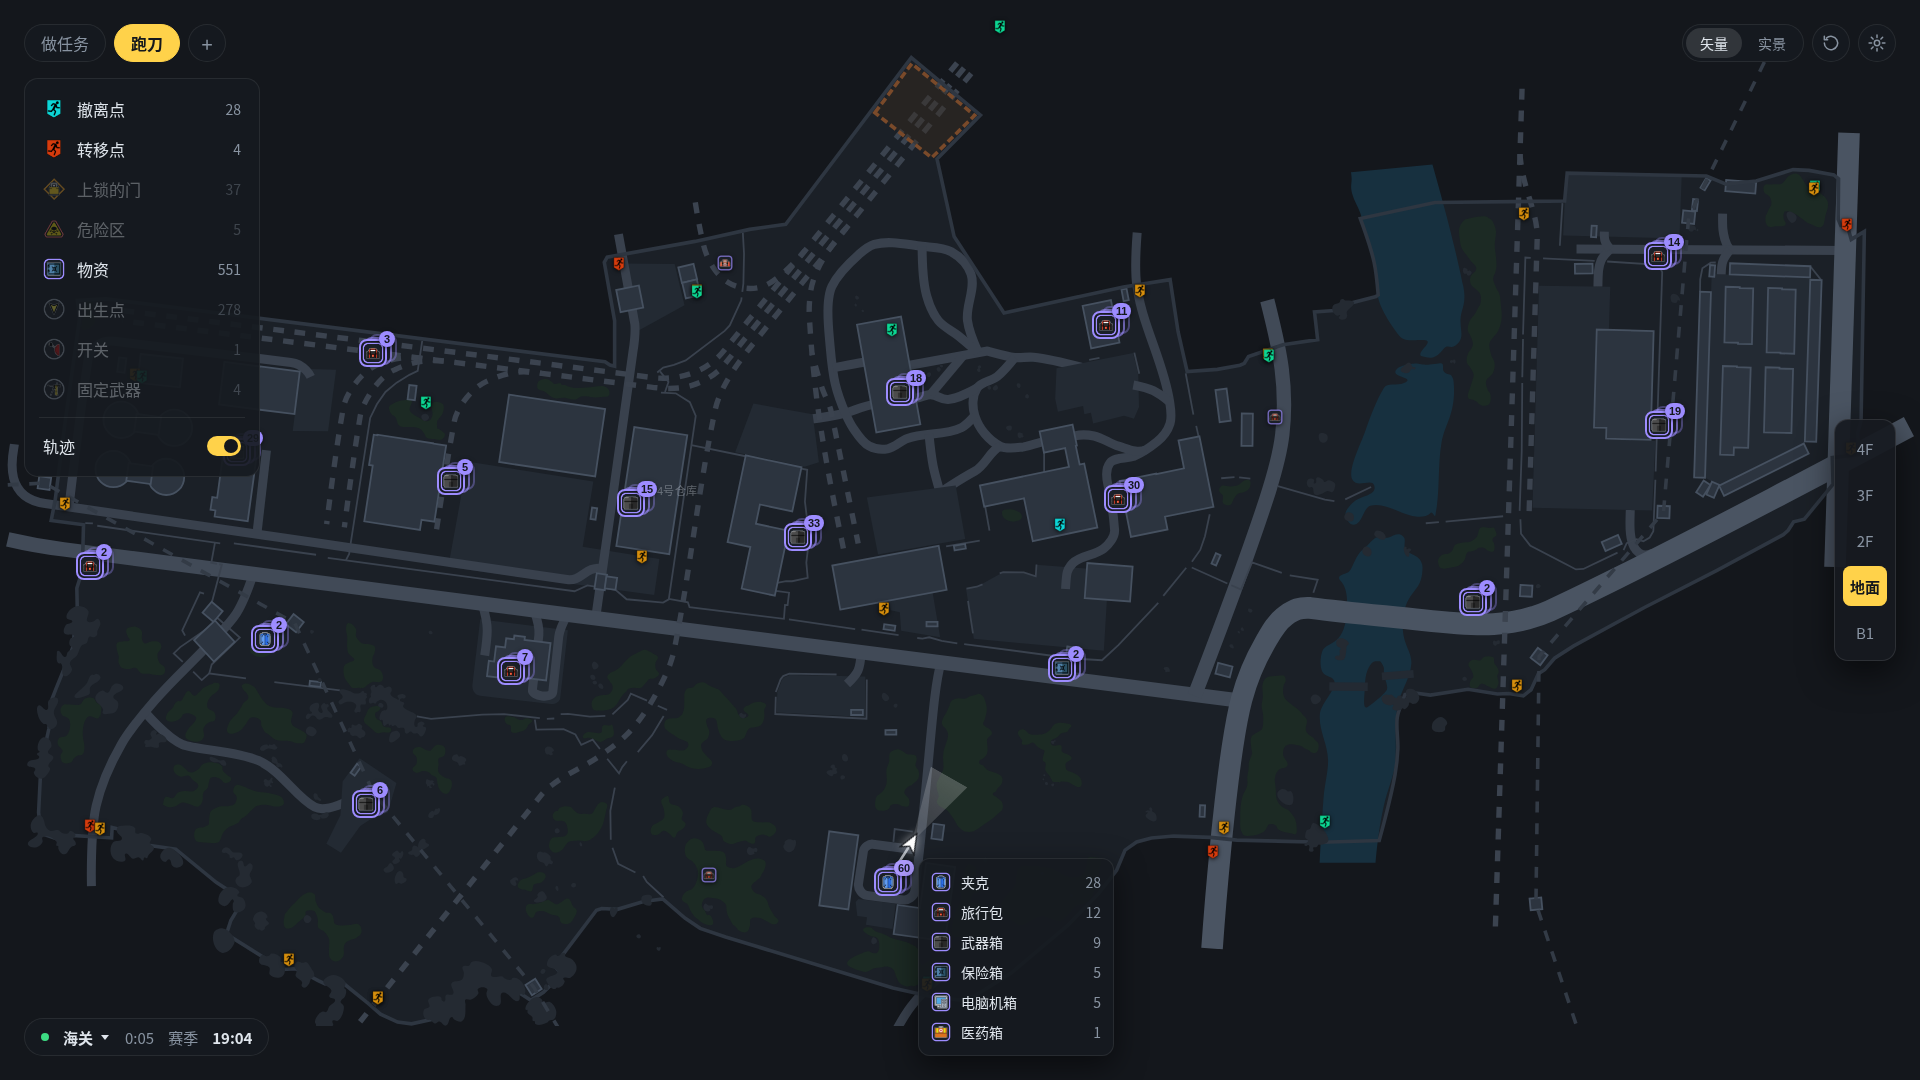 做任务
跑刀
+
矢量
实景
撤离点 28
转移点 4
上锁的门 37
危险区 5
物资 551
出生点 278
开关 1
固定武器 4
轨迹
3
5
15
4号仓库
33
18
11
30
14
19
2
2
7
2
2
6
60
4F
3F
2F
地面
B1
夹克 28
旅行包 12
武器箱 9
保险箱 5
电脑机箱 5
医药箱 1
海关 0:05 赛季 19:04